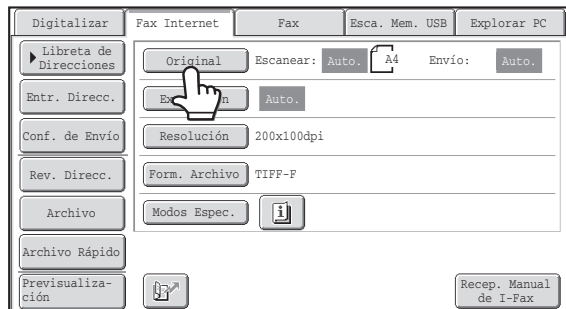 Digitalizar Fax Internet Fax Esca. Mem. USB Explorar PC
Libreta de
Direcciones
Original Escanear: Auto. A4 Envío: Auto.
Entr. Direcc.
Auto.
Conf. de Envío
Resolución 200x100dpi
Rev. Direcc.
Form. Archivo TIFF-F
Archivo
Modos Espec.
Archivo Rápido
Previsualiza-
ción
Recep. Manual
de I-Fax